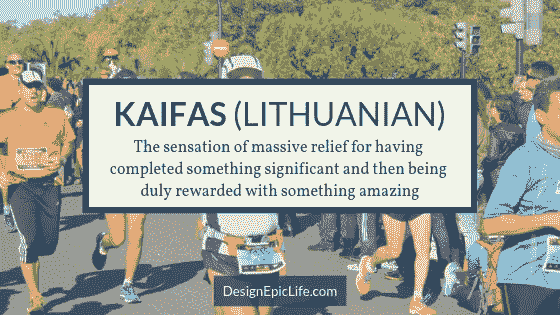 KAIFAS (LITHUANIAN)
The sensation of massive relief for having
completed something significant and then being
duly rewarded with something amazing
DesignEpicLife.com